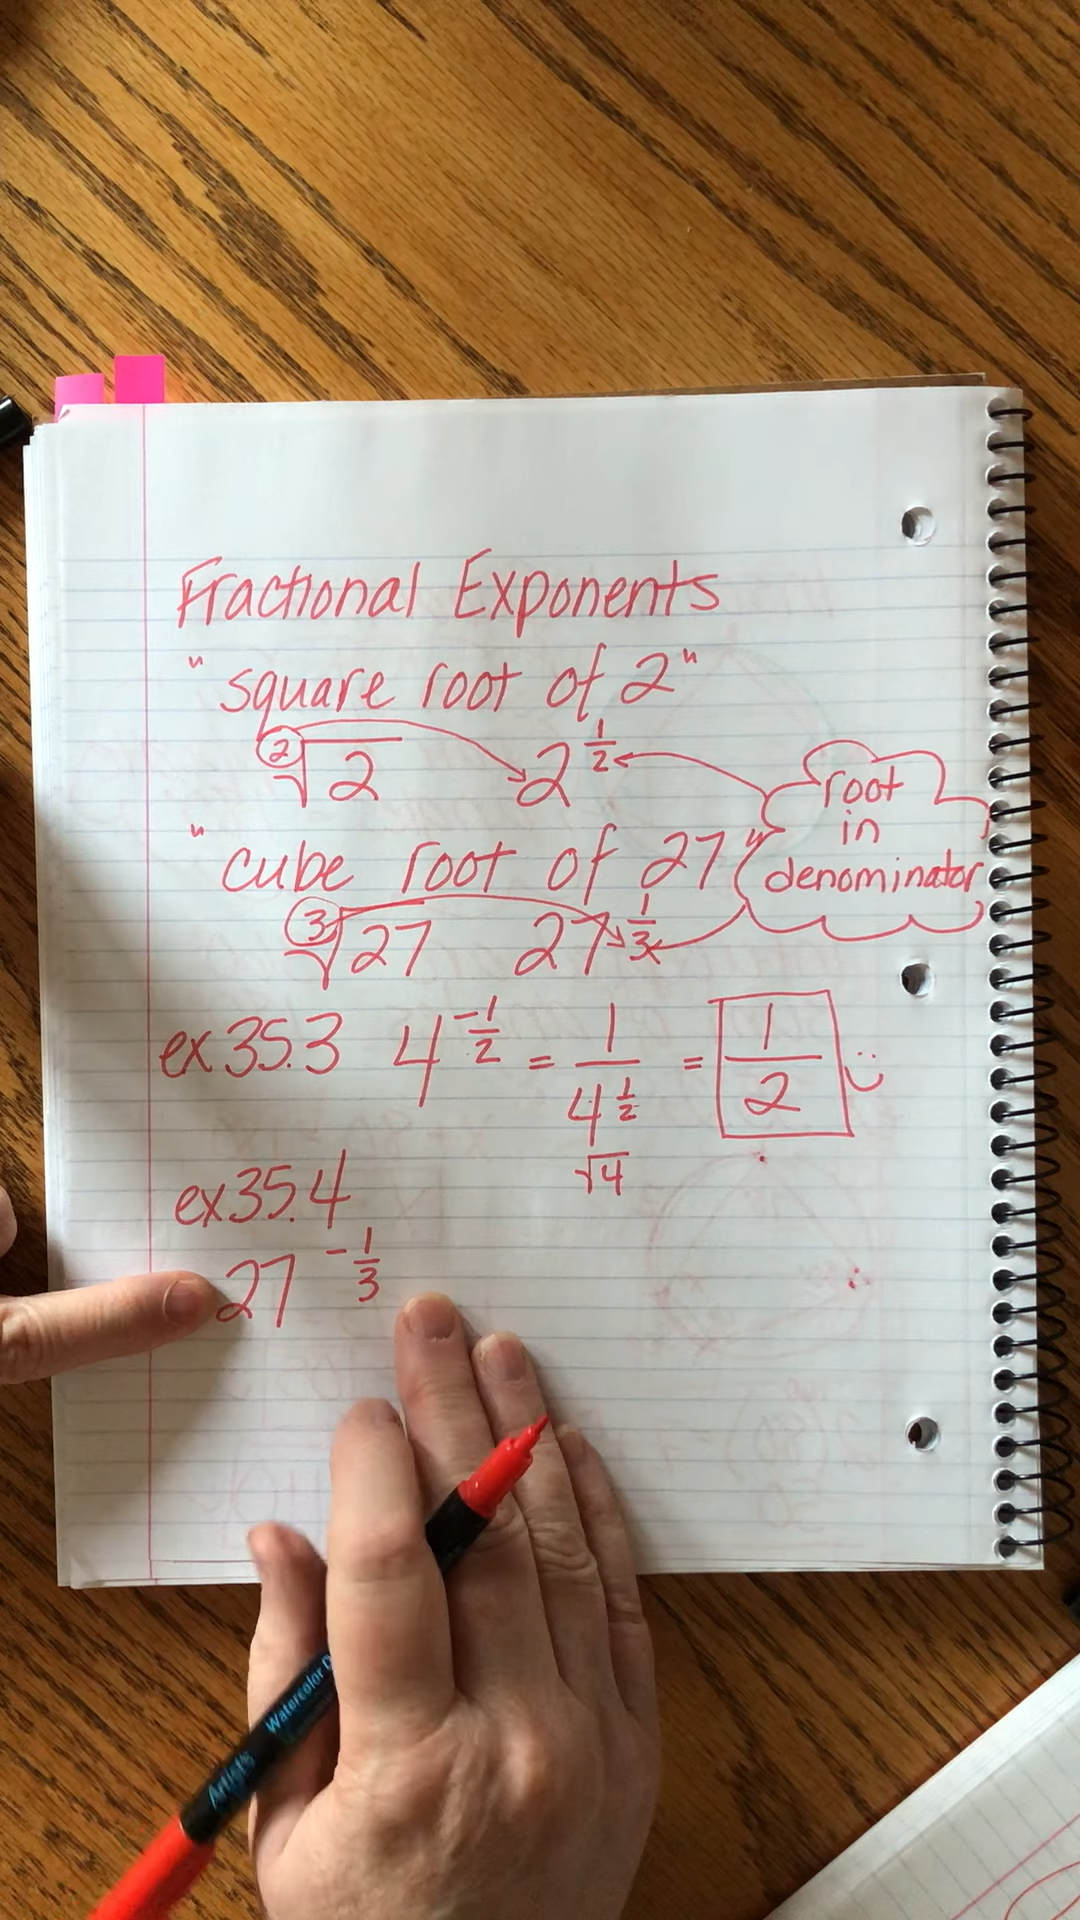 Fractional Exponents
"square root of 2"
²√2 2^1/2
root
in
denominator
"cube root of 27"
³√27 27^1/3
ex 35.3 4^-1/2 = 1/4^1/2 = 1/2
√4
ex 35.4
27^-1/3
Artist's Watercolor